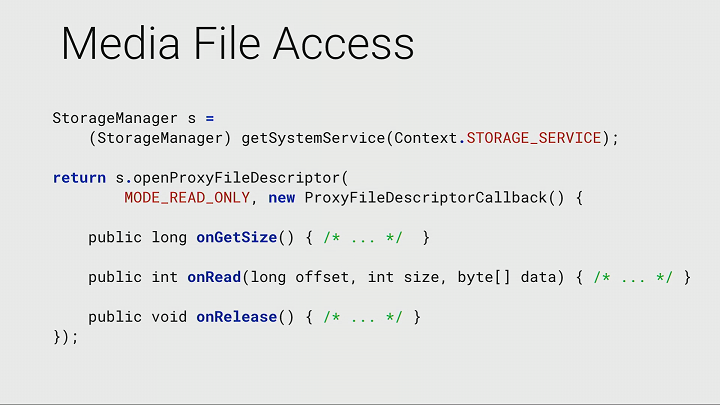 Media File Access
StorageManager s =
(StorageManager) getSystemService(Context.STORAGE_SERVICE);
return s.openProxyFileDescriptor(
MODE_READ_ONLY, new ProxyFileDescriptorCallback() {
public long onGetSize() { /* ... */  }
public int onRead(long offset, int size, byte[] data) { /* ... */ }
public void onRelease() { /* ... */ }
});